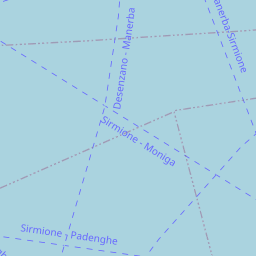 Desenzano - Manerba
Manerba-Sirmione
Sirmione - Moniga
Sirmione - Padenghe